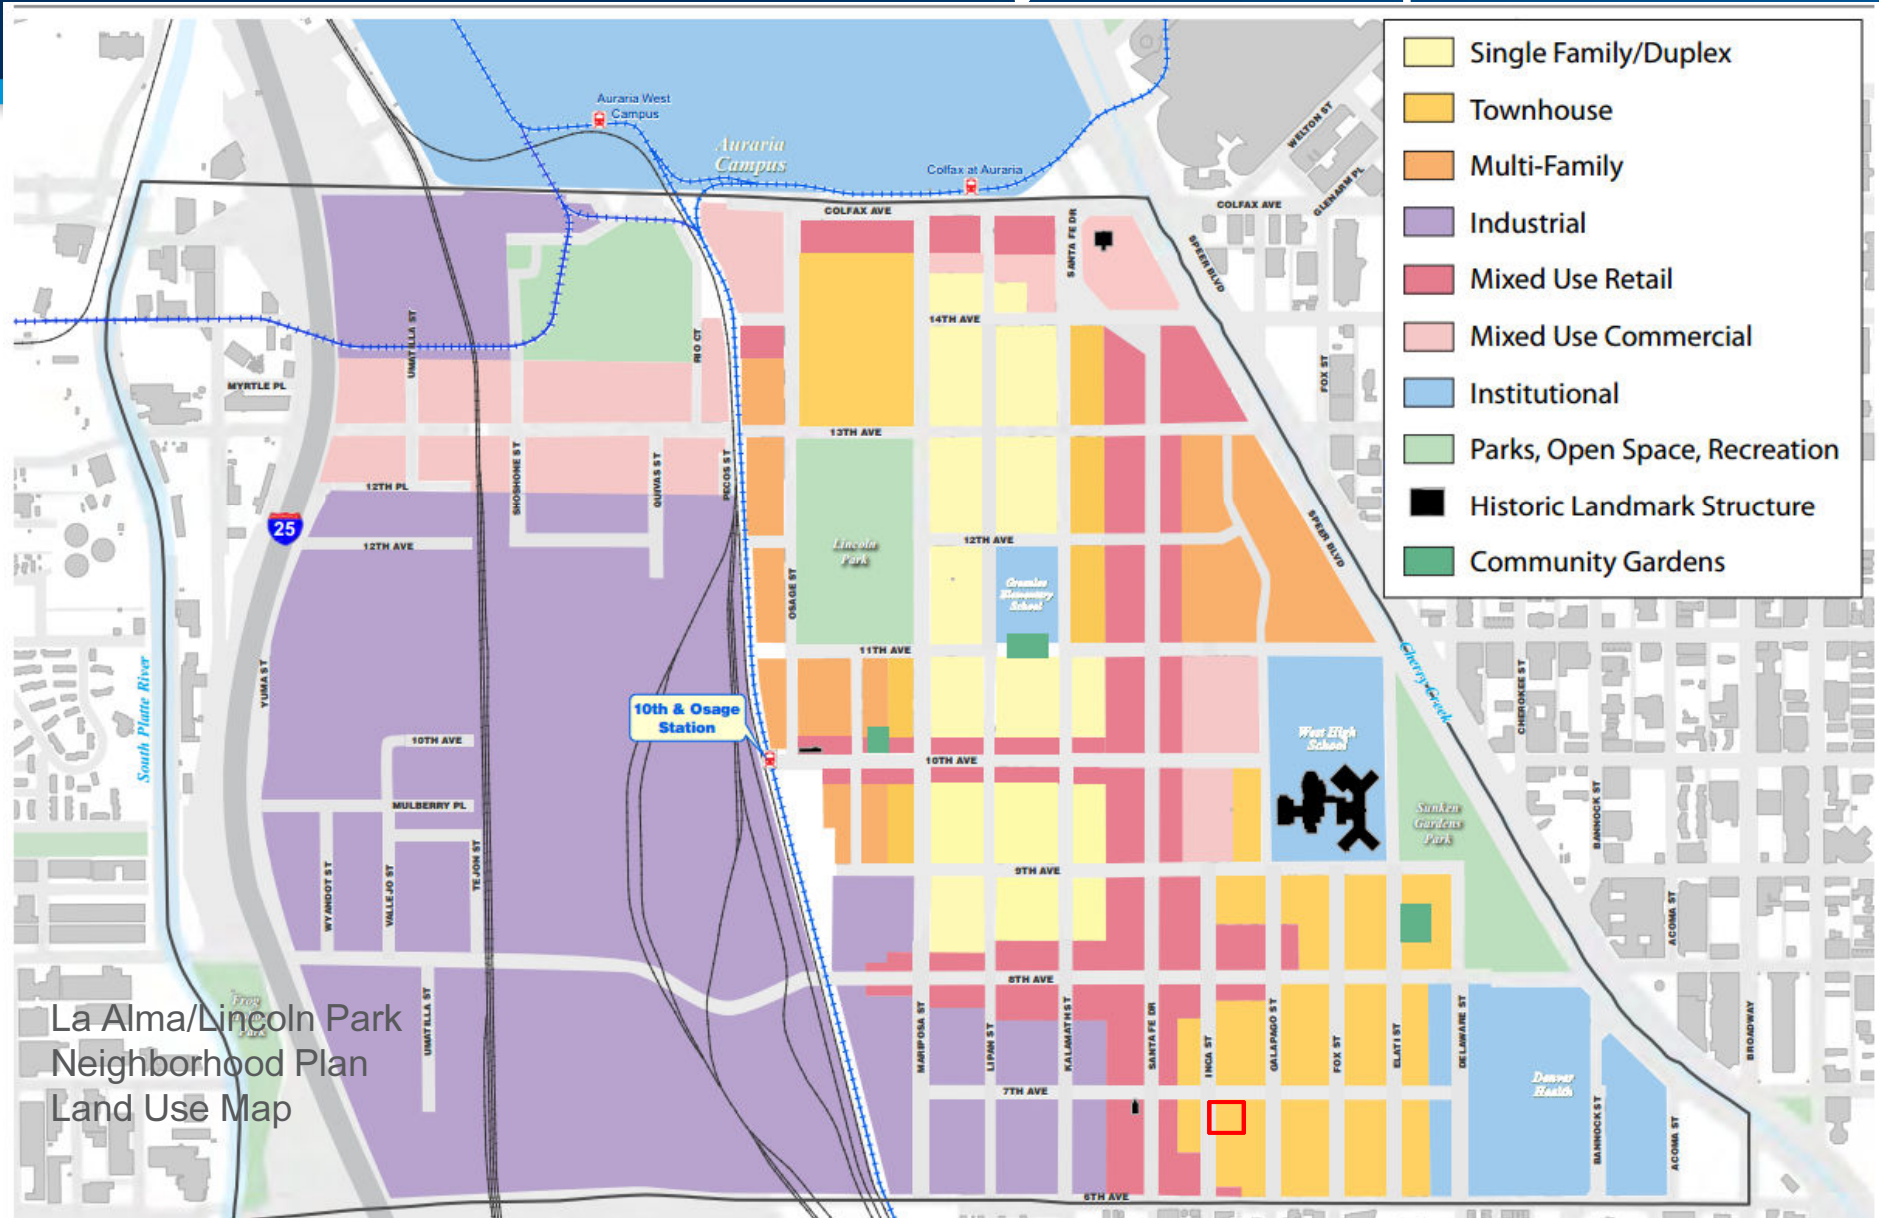 Single Family/Duplex
Townhouse
Multi-Family
Industrial
Mixed Use Retail
Mixed Use Commercial
Institutional
Parks, Open Space, Recreation
Historic Landmark Structure
Community Gardens
Auraria West
Campus
Auraria
Campus
Colfax at Auraria
WELTON ST
GLENARM PL
COLFAX AVE
COLFAX AVE
SANTA FE DR
SPEER BLVD
14TH AVE
UMATILLA ST
RIO CT
FOX ST
MYRTLE PL
13TH AVE
SHOSHONE ST
QUIVAS ST
PECOS ST
12TH PL
25
12TH AVE
12TH AVE
SPEER BLVD
Lincoln
Park
OSAGE ST
Greenlee
Elementary
School
11TH AVE
YUMA ST
South Platte River
Cherry Creek
CHEROKEE ST
10th & Osage
Station
10TH AVE
10TH AVE
West High
School
MULBERRY PL
BANNOCK ST
Sunken
Gardens
Park
WYANDOT ST
VALLEJO ST
TEJON ST
9TH AVE
ACOMA ST
8TH AVE
Frog
Park
UMATILLA ST
MARIPOSA ST
LIPAN ST
KALAMATH ST
SANTA FE DR
INCA ST
GALAPAGO ST
FOX ST
ELATI ST
DELAWARE ST
BROADWAY
La Alma/Lincoln Park
Neighborhood Plan
Land Use Map
7TH AVE
Denver
Health
BANNOCK ST
ACOMA ST
6TH AVE